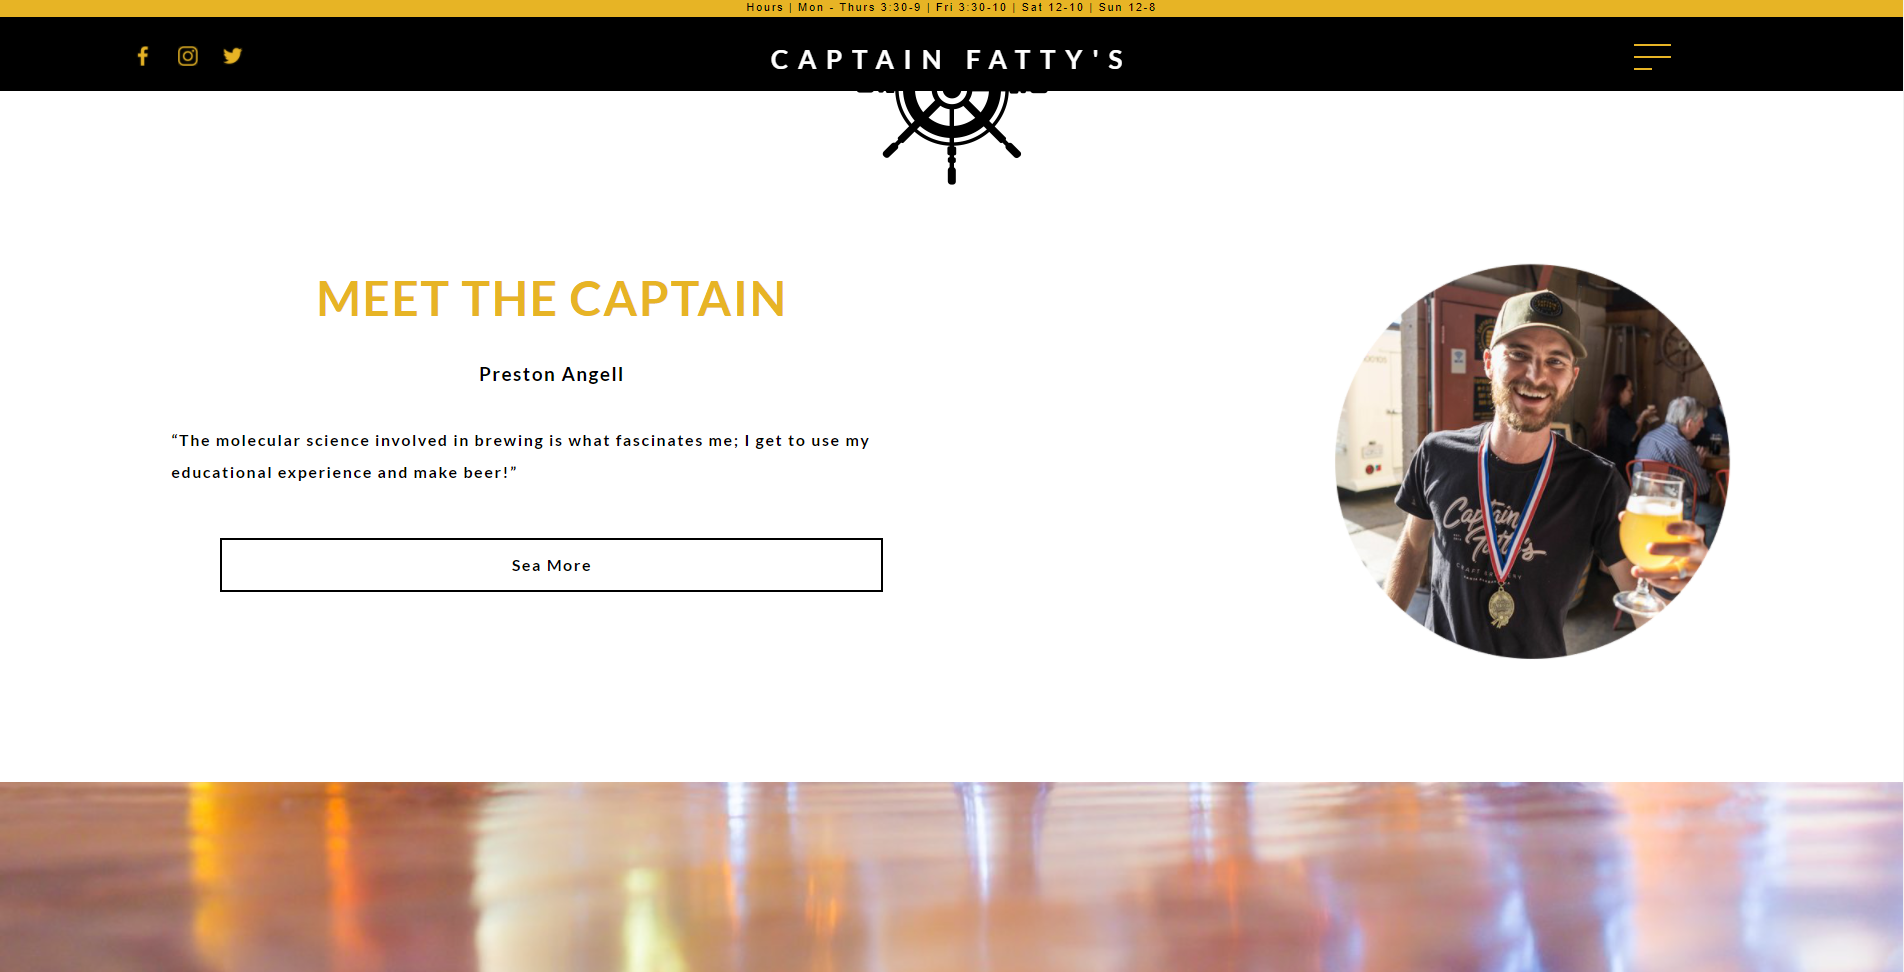 Hours | Mon - Thurs 3:30-9 | Fri 3:30-10 | Sat 12-10 | Sun 12-8
CAPTAIN FATTY'S
MEET THE CAPTAIN
Preston Angell
“The molecular science involved in brewing is what fascinates me; I get to use my
educational experience and make beer!”
Sea More
Captain
Fatty's